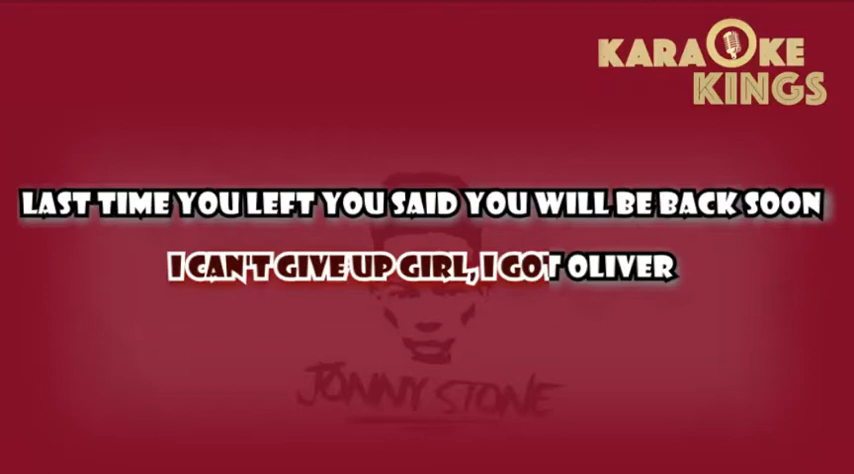 KARAOKE
KINGS
LAST TIME YOU LEFT YOU SAID YOU WILL BE BACK SOON
I CAN'T GIVE UP GIRL, I GOT OLIVER
JONNY STONE